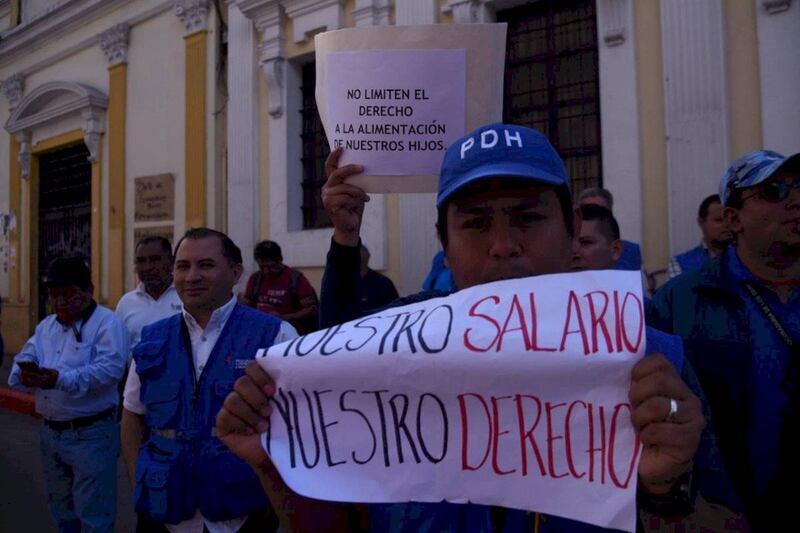 NO LIMITEN EL
DERECHO
A LA ALIMENTACIÓN
DE NUESTROS HIJOS.
PDH
NUESTRO SALARIO
NUESTRO DERECHO